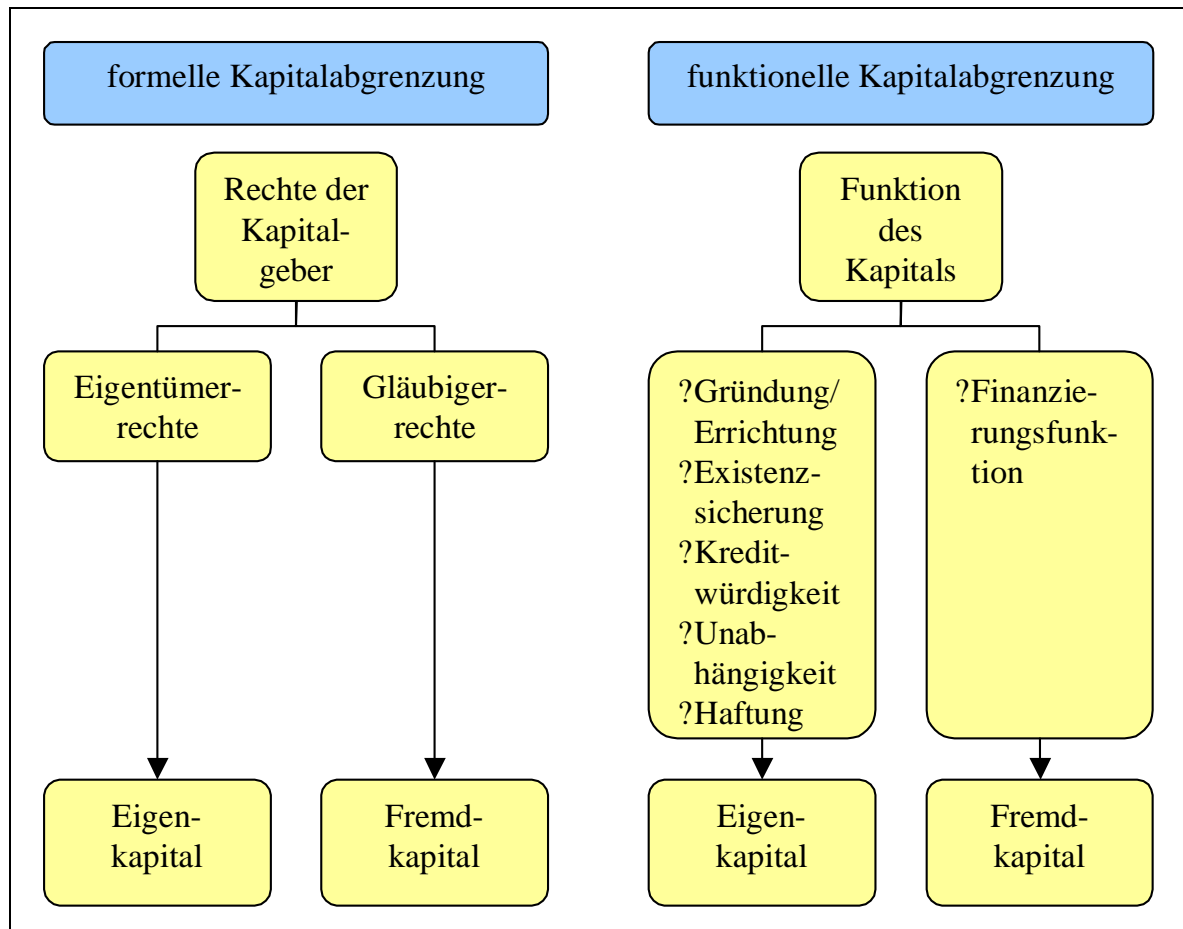 formelle Kapitalabgrenzung
funktionelle Kapitalabgrenzung
Rechte der
Kapital-
geber
Funktion
des
Kapitals
Eigentümer-
rechte
Gläubiger-
rechte
?Gründung/
Errichtung
?Existenz-
sicherung
?Kredit-
würdigkeit
?Unab-
hängigkeit
?Haftung
?Finanzie-
rungsfunk-
tion
Eigen-
kapital
Fremd-
kapital
Eigen-
kapital
Fremd-
kapital